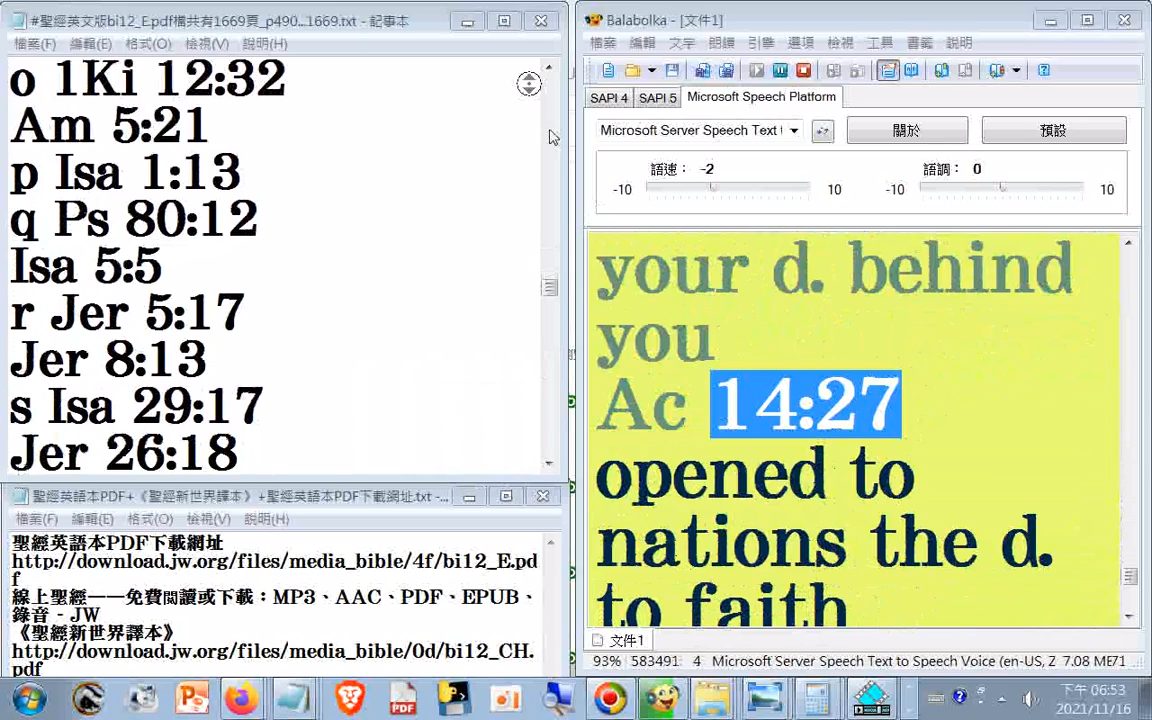 #聖經英文版bi12_E.pdf構共有1669頁_p490...1669.txt - 記事本
檔案(F) 編輯(E) 格式(O) 檢視(V) 說明(H)
o 1Ki 12:32
Am 5:21
p Isa 1:13
q Ps 80:12
Isa 5:5
r Jer 5:17
Jer 8:13
s Isa 29:17
Jer 26:18
聖經英語本PDF+《聖經新世界譯本》+聖經英語本PDF下載網址.txt -...
檔案(F) 編輯(E) 格式(O) 檢視(V) 說明(H)
聖經英語本PDF下載網址
http://download.jw.org/files/media_bible/4f/bi12_E.pd
f
線上聖經——免費閱讀或下載：MP3、AAC、PDF、EPUB、
錄音 - JW
《聖經新世界譯本》
http://download.jw.org/files/media_bible/0d/bi12_CH.
pdf
Balabolka - [文件1]
檔案 編輯 文字 朗讀 引擎 選項 檢視 工具 書籤 說明
SAPI 4 SAPI 5 Microsoft Speech Platform
Microsoft Server Speech Text t 關於 預設
語速： -2 語調： 0
-10 10 -10 10
your d. behind
you
Ac 14:27
opened to
nations the d.
to faith
文件1
93% 583491 4 Microsoft Server Speech Text to Speech Voice (en-US, Z 7.08 ME71
PDF
下午 06:53
2021/11/16